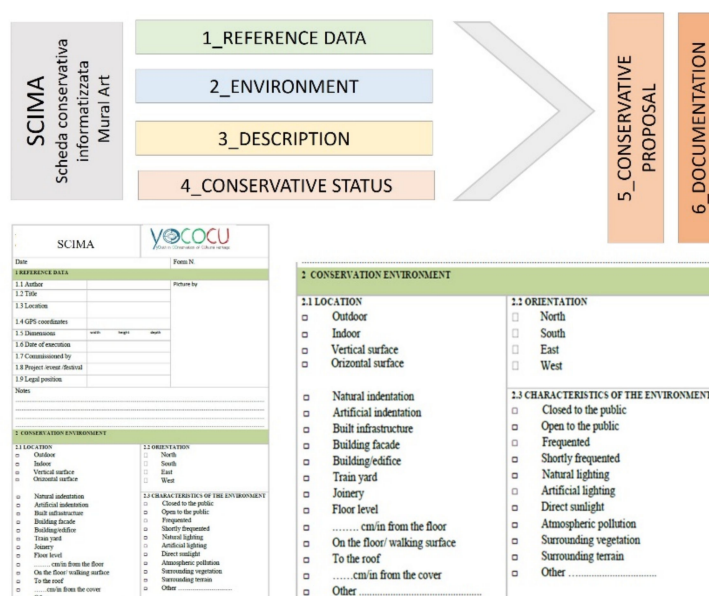 SCIMA
Scheda conservativa
informatizzata
Mural Art
1_REFERENCE DATA
2_ENVIRONMENT
3_DESCRIPTION
4_CONSERVATIVE STATUS
5_CONSERVATIVE
PROPOSAL
6_DOCUMENTATION
SCIMA
YOCOCU
Date
Form N
1 REFERENCE DATA
1.1 Author
Picture by
1.2 Title
1.3 Location
1.4 GPS coordinates
1.5 Dimensions width height depth
1.6 Date of execution
1.7 Commissioned by
1.8 Project /event /festival
1.9 Legal position
Notes
2 CONSERVATION ENVIRONMENT
2.1 LOCATION
Outdoor
Indoor
Vertical surface
Orizontal surface
Natural indentation
Artificial indentation
Built infrastructure
Building facade
Building/edifice
Train yard
Joinery
Floor level
........ cm/in from the floor
On the floor/ walking surface
To the roof
......cm/in from the cover
2.2 ORIENTATION
North
South
East
West
2.3 CHARACTERISTICS OF THE ENVIRONMENT
Closed to the public
Open to the public
Frequented
Shortly frequented
Natural lighting
Artificial lighting
Direct sunlight
Atmospheric pollution
Surrounding vegetation
Surrounding terrain
Other ........................
2 CONSERVATION ENVIRONMENT
2.1 LOCATION
Outdoor
Indoor
Vertical surface
Orizontal surface
Natural indentation
Artificial indentation
Built infrastructure
Building facade
Building/edifice
Train yard
Joinery
Floor level
........ cm/in from the floor
On the floor/ walking surface
To the roof
......cm/in from the cover
Other ................................
2.2 ORIENTATION
North
South
East
West
2.3 CHARACTERISTICS OF THE ENVIRONMENT
Closed to the public
Open to the public
Frequented
Shortly frequented
Natural lighting
Artificial lighting
Direct sunlight
Atmospheric pollution
Surrounding vegetation
Surrounding terrain
Other ................................